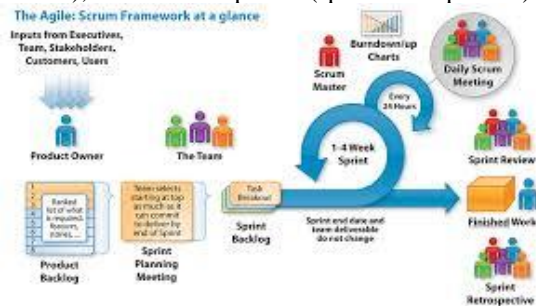 The Agile: Scrum Framework at a glance
Inputs from Executives,
Team, Stakeholders,
Customers, Users
Product Owner
The Team
Scrum
Master
Burndown/up
Charts
Daily Scrum
Meeting
Every
24 Hours
1–4 Week
Sprint
Sprint Review
Ranked
list of what
is required:
features,
stories, ...
Product
Backlog
Team selects
starting at top
as much as it
can commit
to deliver by
end of Sprint
Sprint
Planning
Meeting
Task
Breakout
Sprint
Backlog
Sprint end date and
team deliverable
do not change
Finished Work
Sprint
Retrospective